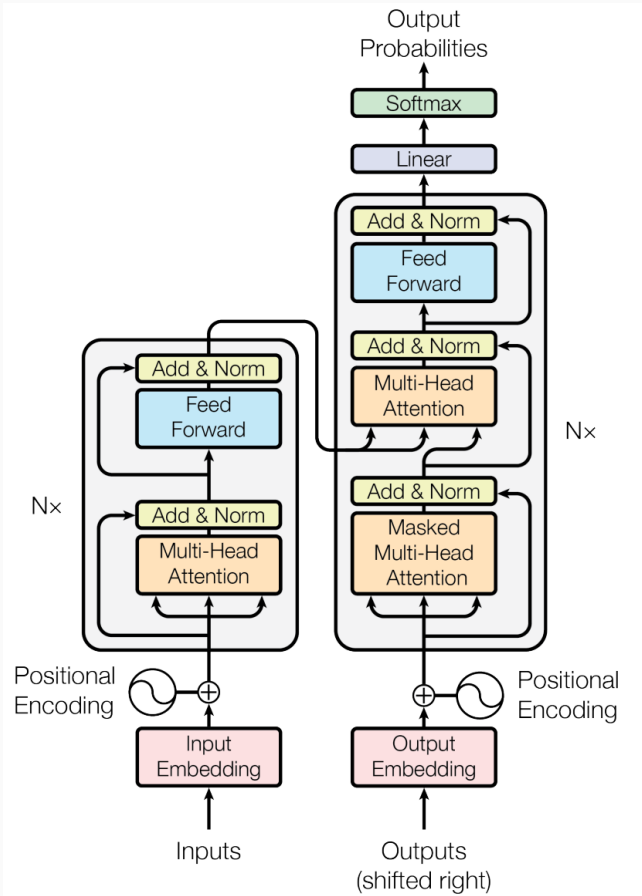 Output
Probabilities
Softmax
Linear
Add & Norm
Feed
Forward
Add & Norm
Multi-Head
Attention
Add & Norm
Masked
Multi-Head
Attention
N×
Add & Norm
Feed
Forward
Add & Norm
Multi-Head
Attention
N×
Positional
Encoding
Positional
Encoding
Input
Embedding
Output
Embedding
Inputs
Outputs
(shifted right)